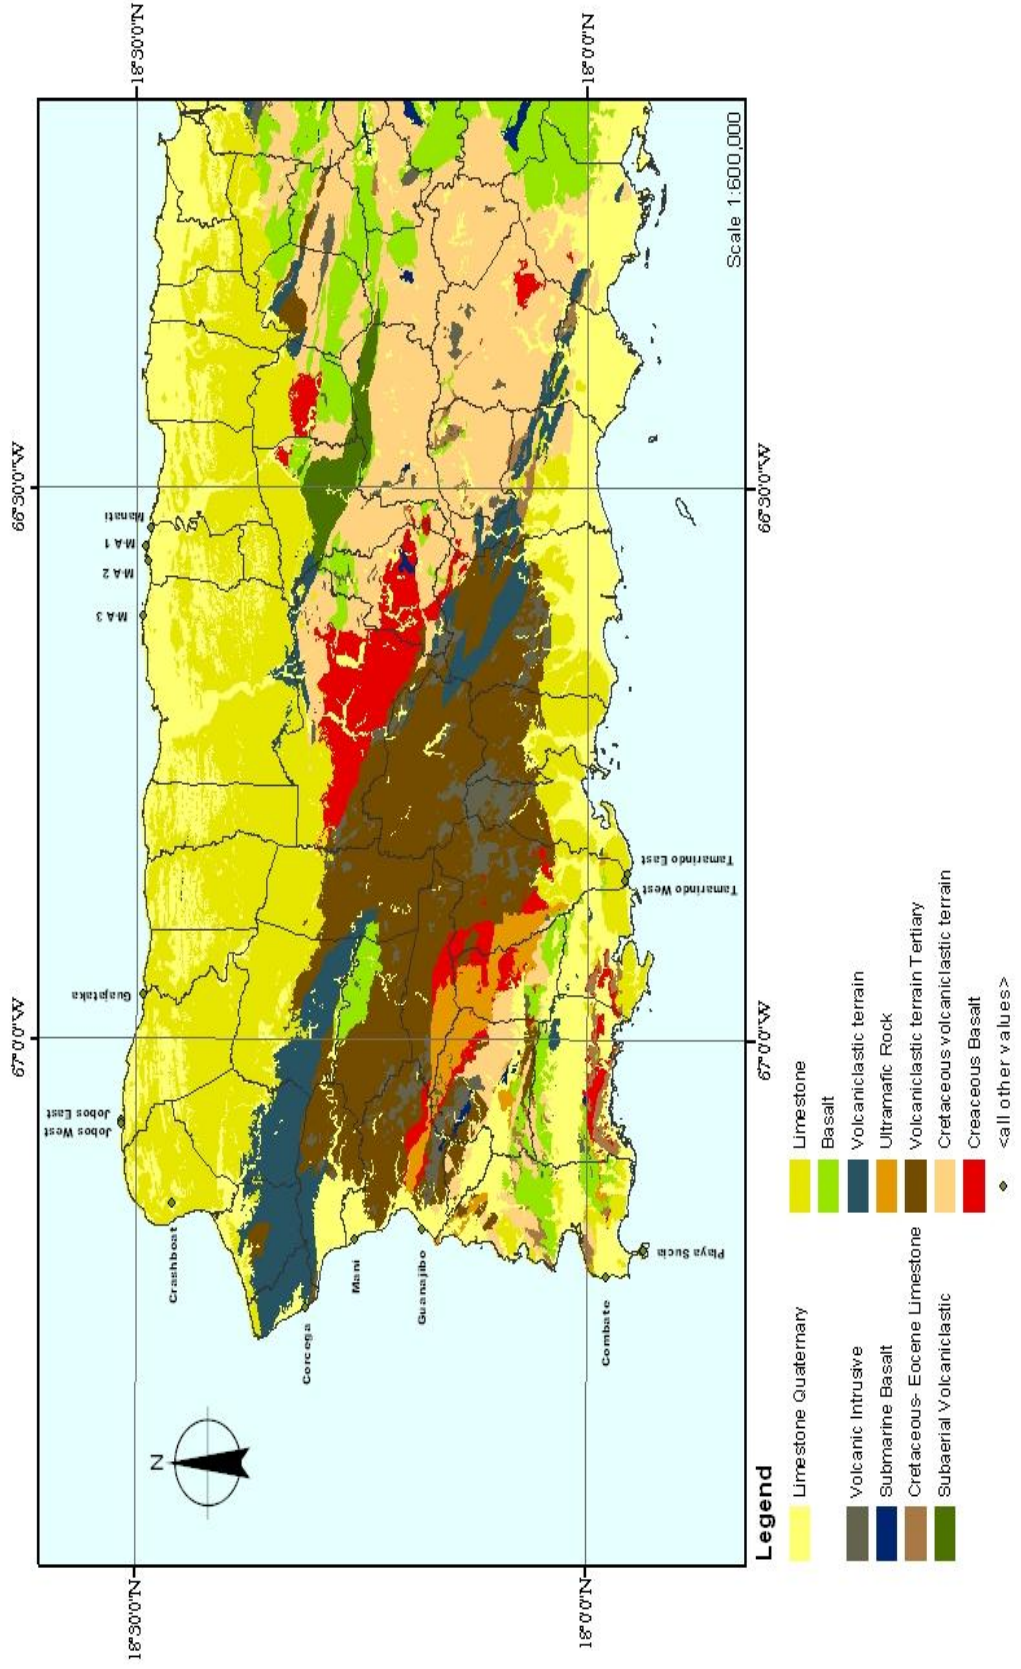 67°0'0"W
66°30'0"W
18°30'0"N
18°30'0"N
18°0'0"N
18°0'0"N
67°0'0"W
66°30'0"W
N
Crashboat
Jobos West
Jobos East
Guajataka
M-A 3
M-A 2
M-A 1
Manati
Corcega
Mani
Guanajibo
Combate
Playa Sucia
Tamarindo West
Tamarindo East
Scale 1:600,000
Legend
Limestone Quaternary
Volcanic Intrusive
Submarine Basalt
Cretaceous- Eocene Limestone
Subaerial Volcaniclastic
Limestone
Basalt
Volcaniclastic terrain
Ultramafic Rock
Volcaniclastic terrain Tertiary
Cretaceous volcaniclastic terrain
Creaceous Basalt
<all other values>